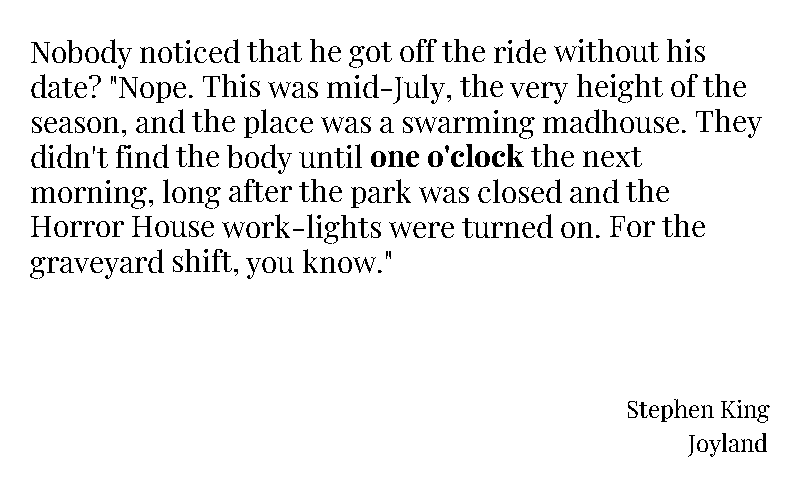 Nobody noticed that he got off the ride without his
date? "Nope. This was mid-July, the very height of the
season, and the place was a swarming madhouse. They
didn't find the body until one o'clock the next
morning, long after the park was closed and the
Horror House work-lights were turned on. For the
graveyard shift, you know."
Stephen King
Joyland